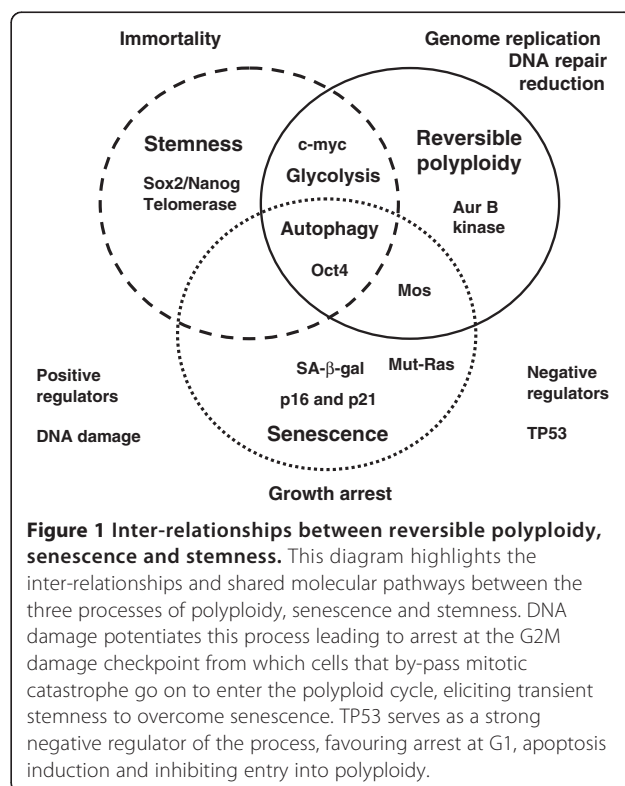 Immortality
Genome replication
DNA repair
reduction
Stemness
Sox2/Nanog
Telomerase
c-myc
Glycolysis
Reversible
polyploidy
Aur B
kinase
Autophagy
Oct4
Mos
SA-β-gal
Mut-Ras
p16 and p21
Senescence
Positive
regulators
DNA damage
Negative
regulators
TP53
Growth arrest
Figure 1 Inter-relationships between reversible polyploidy,
senescence and stemness. This diagram highlights the
inter-relationships and shared molecular pathways between the
three processes of polyploidy, senescence and stemness. DNA
damage potentiates this process leading to arrest at the G2M
damage checkpoint from which cells that by-pass mitotic
catastrophe go on to enter the polyploid cycle, eliciting transient
stemness to overcome senescence. TP53 serves as a strong
negative regulator of the process, favouring arrest at G1, apoptosis
induction and inhibiting entry into polyploidy.